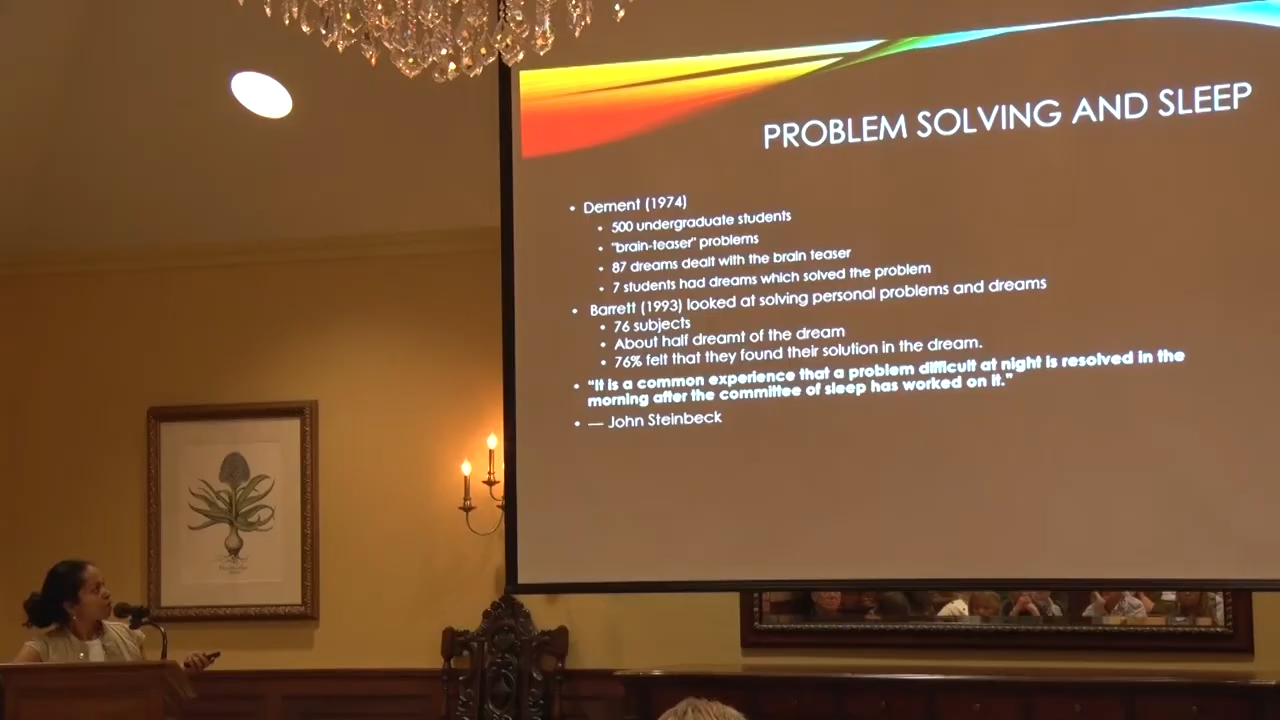 PROBLEM SOLVING AND SLEEP
• Dement (1974)
• 500 undergraduate students
• "brain-teaser" problems
• 87 dreams dealt with the brain teaser
• 7 students had dreams which solved the problem
• Barrett (1993) looked at solving personal problems and dreams
• 76 subjects
• About half dreamt of the dream
• 76% felt that they found their solution in the dream.
• “It is a common experience that a problem difficult at night is resolved in the
morning after the committee of sleep has worked on it.”
• — John Steinbeck